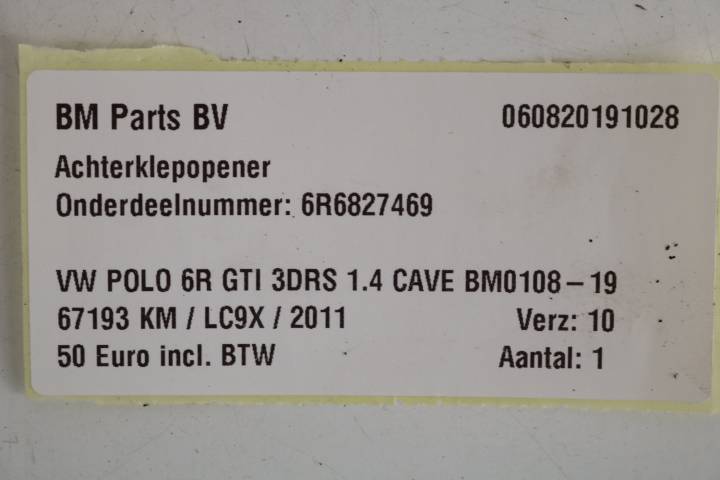 BM Parts BV 060820191028
Achterklepopener
Onderdeelnummer: 6R6827469
VW POLO 6R GTI 3DRS 1.4 CAVE BM0108-19
67193 KM / LC9X / 2011 Verz: 10
50 Euro incl. BTW Aantal: 1